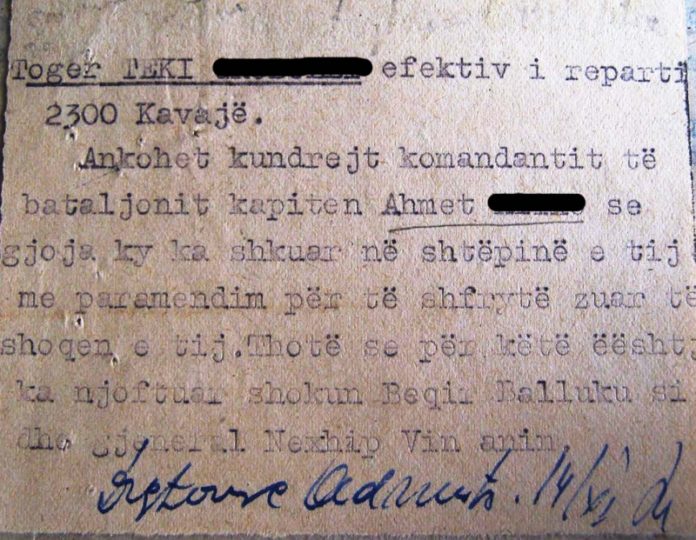 Toger TEKI efektiv i reparti
2300 Kavajë.
Ankohet kundrejt komandantit të
bataljonit kapiten Ahmet se
gjoja ky ka shkuar në shtëpinë e tij
me paramendim për të shfrytë zuar të
shoqen e tij.Thotë se për këtë ëësht
ka njoftuar shokun Beqir Balluku si
dhe gjeneral Nexhip Vin anin
14/XI